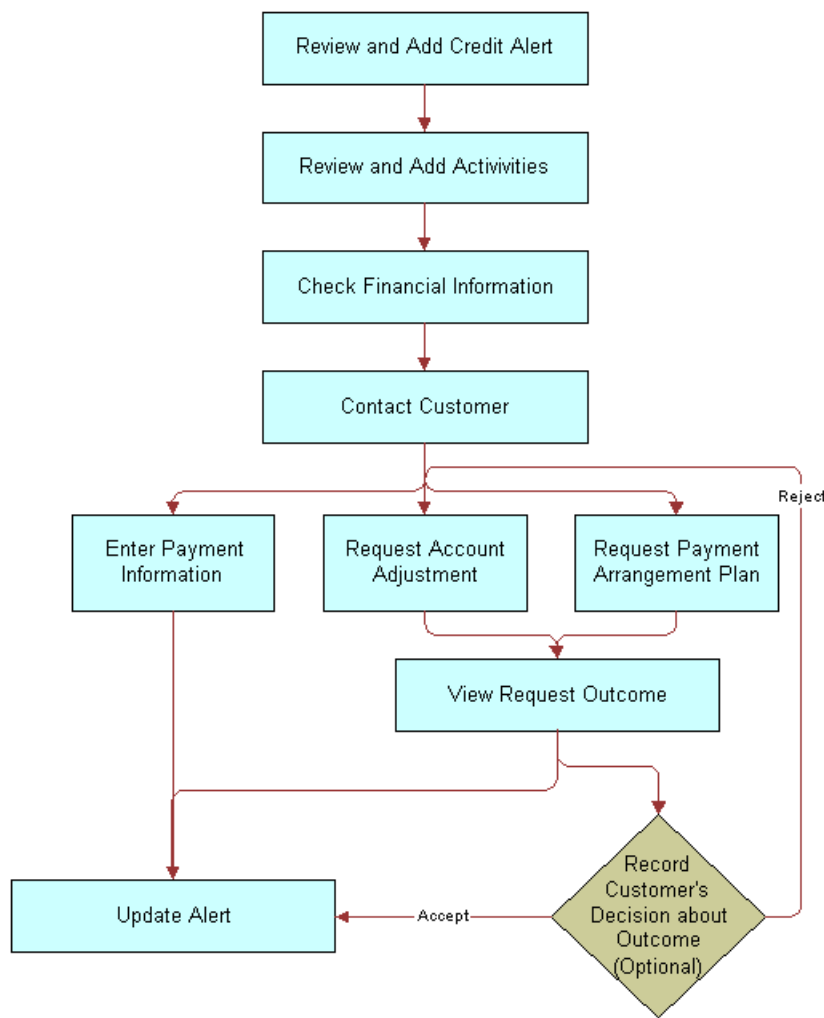 Review and Add Credit Alert
Review and Add Activivities
Check Financial Information
Contact Customer
Reject
Enter Payment
Information
Request Account
Adjustment
Request Payment
Arrangement Plan
View Request Outcome
Update Alert
Accept
Record
Customer's
Decision about
Outcome
(Optional)